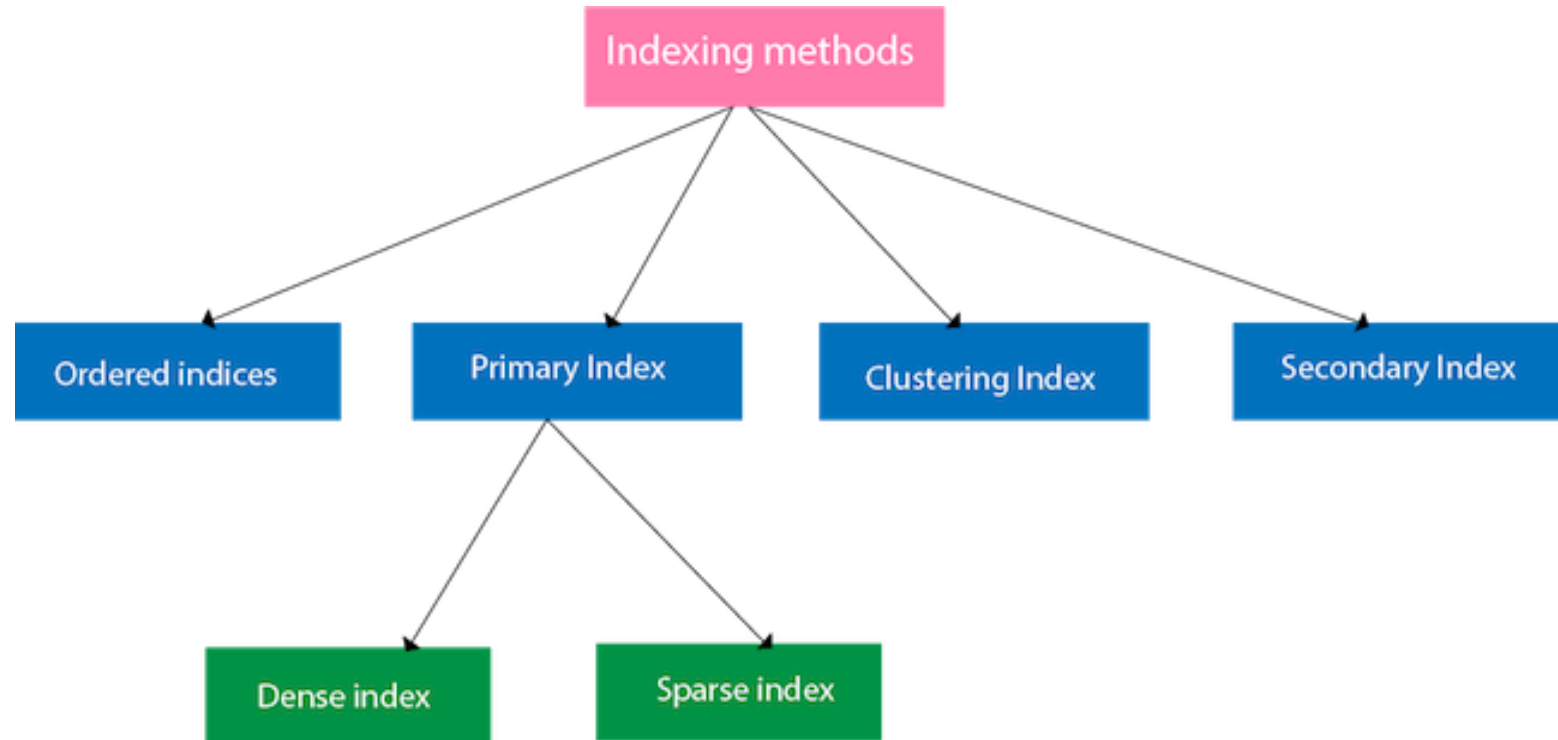 Indexing methods
Ordered indices
Primary Index
Clustering Index
Secondary Index
Dense index
Sparse index